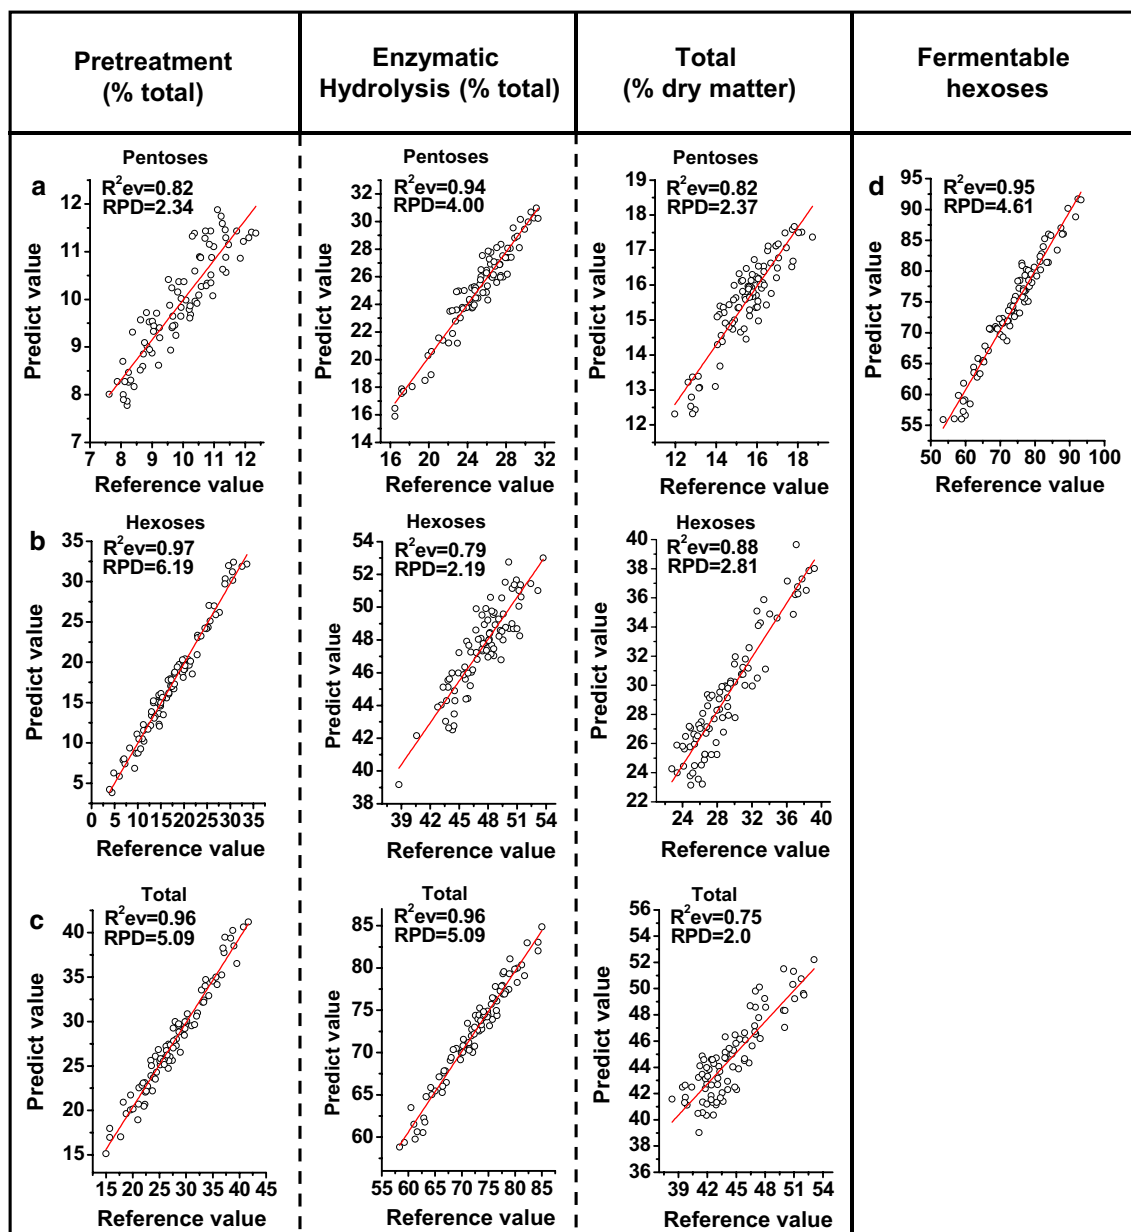 Pretreatment
(% total)
Enzymatic
Hydrolysis (% total)
Total
(% dry matter)
Fermentable
hexoses
a
Pentoses
R²ev=0.82
RPD=2.34
Predict value
12
11
10
9
8
7
7 8 9 10 11 12
Reference value
Pentoses
R²ev=0.94
RPD=4.00
Predict value
32
30
28
26
24
22
20
18
16
14
16 20 24 28 32
Reference value
Pentoses
R²ev=0.82
RPD=2.37
Predict value
19
18
17
16
15
14
13
12
11
12 14 16 18
Reference value
d
R²ev=0.95
RPD=4.61
Predict value
95
90
85
80
75
70
65
60
55
50 60 70 80 90 100
Reference value
b
Hexoses
R²ev=0.97
RPD=6.19
Predict value
35
30
25
20
15
10
5
0 5 10 15 20 25 30 35
Reference value
Hexoses
R²ev=0.79
RPD=2.19
Predict value
54
52
50
48
46
44
42
40
38
39 42 45 48 51 54
Reference value
Hexoses
R²ev=0.88
RPD=2.81
Predict value
40
38
36
34
32
30
28
26
24
22
24 28 32 36 40
Reference value
c
Total
R²ev=0.96
RPD=5.09
Predict value
40
35
30
25
20
15
15 20 25 30 35 40 45
Reference value
Total
R²ev=0.96
RPD=5.09
Predict value
85
80
75
70
65
60
55 60 65 70 75 80 85
Reference value
Total
R²ev=0.75
RPD=2.0
Predict value
56
54
52
50
48
46
44
42
40
38
36
39 42 45 48 51 54
Reference value